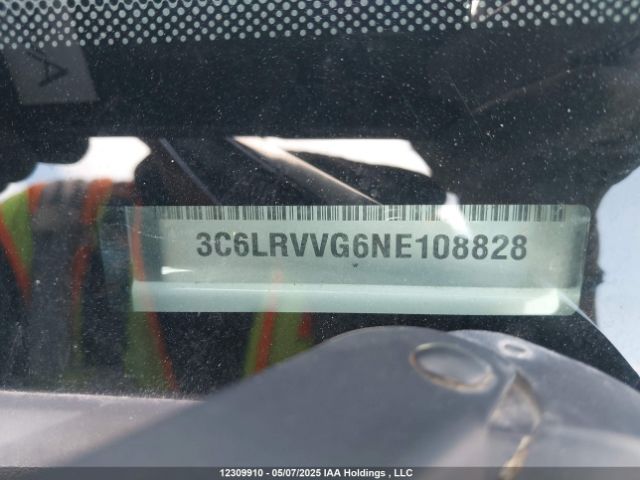 A
3C6LRVVG6NE108828
12309910 - 05/07/2025 IAA Holdings , LLC